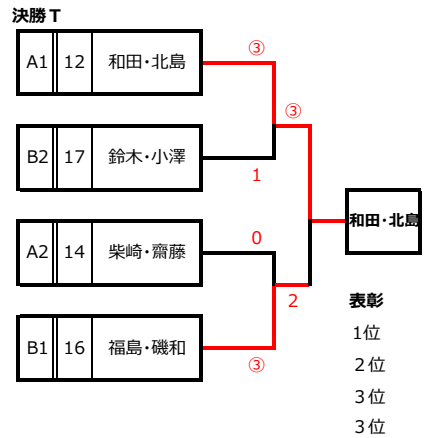 決勝T
③
A1 12 和田・北島
③
B2 17 鈴木・小澤
1
和田・北島
0
A2 14 柴崎・齋藤
2
表彰
B1 16 福島・磯和
1位
③
2位
3位
3位